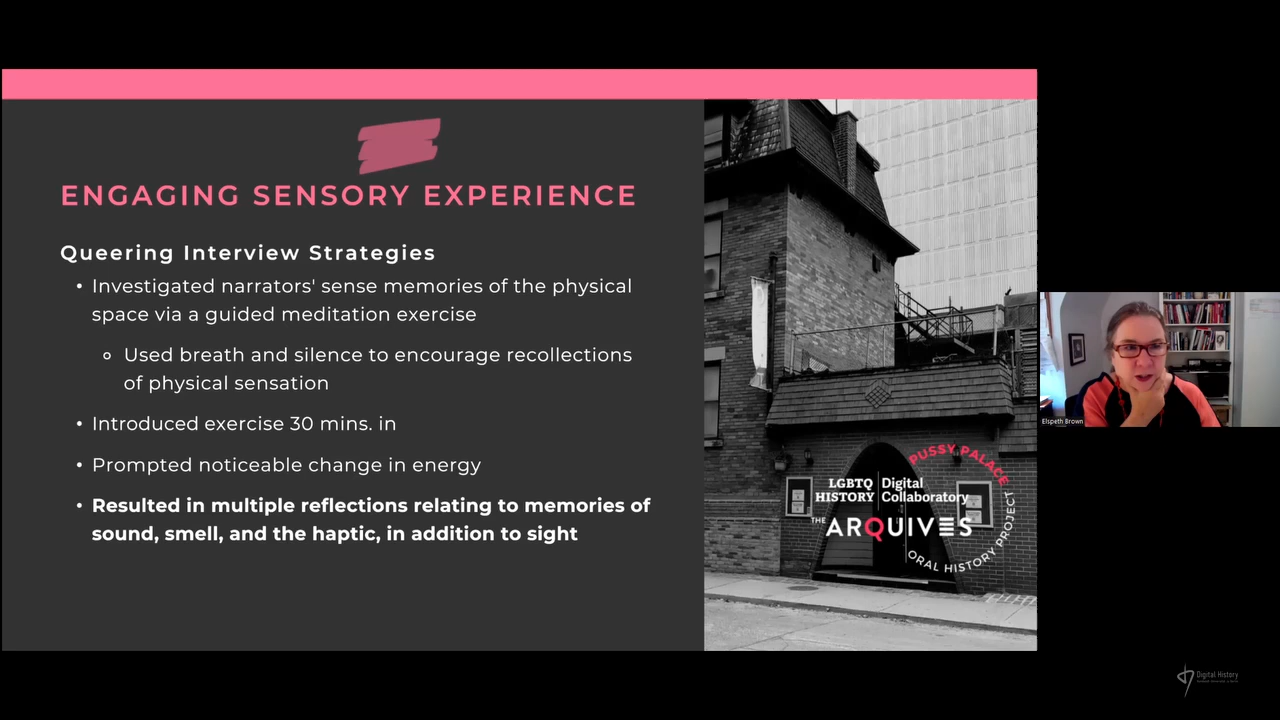 ENGAGING SENSORY EXPERIENCE
Queering Interview Strategies
• Investigated narrators' sense memories of the physical
space via a guided meditation exercise
Used breath and silence to encourage recollections
of physical sensation
• Introduced exercise 30 mins. in
• Prompted noticeable change in energy
• Resulted in multiple reflections relating to memories of
sound, smell, and the haptic, in addition to sight
PUSSY PALACE
ORAL HISTORY PROJECT
LGBTQ
HISTORY
Digital
Collaboratory
THE ARQUIVES
Elspeth Brown
Digital History